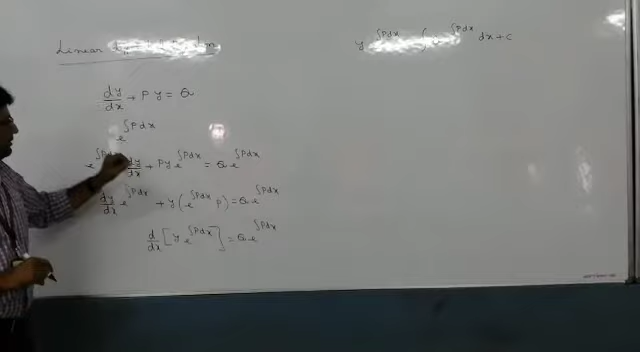 Linear
dy/dx + Py = Q
e^∫Pdx
e^∫Pdx dy/dx + Py e^∫Pdx = Q e^∫Pdx
dy/dx e^∫Pdx + y(e^∫Pdx P) = Q e^∫Pdx
d/dx [y e^∫Pdx] = Q e^∫Pdx
y e^∫Pdx = ∫ Q e^∫Pdx dx + c